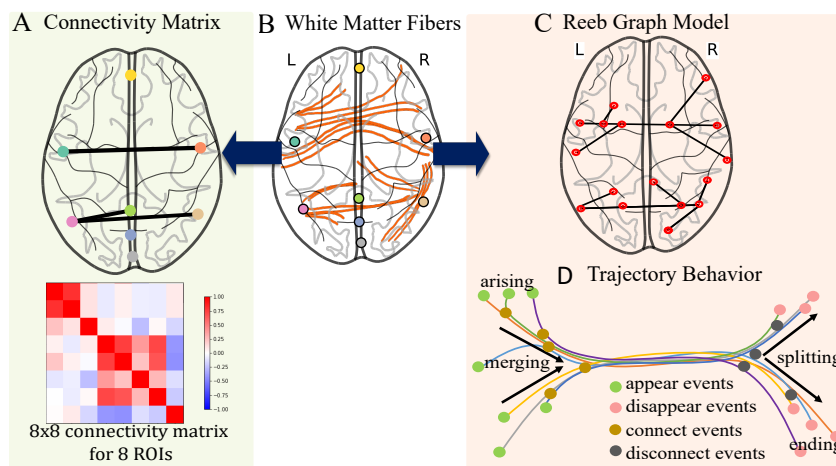 A Connectivity Matrix
B White Matter Fibers
L R
C Reeb Graph Model
L R
1.00
0.75
0.50
0.25
0.00
-0.25
-0.50
-0.75
-1.00
8x8 connectivity matrix
for 8 ROIs
D Trajectory Behavior
arising
merging
splitting
ending
appear events
disappear events
connect events
disconnect events